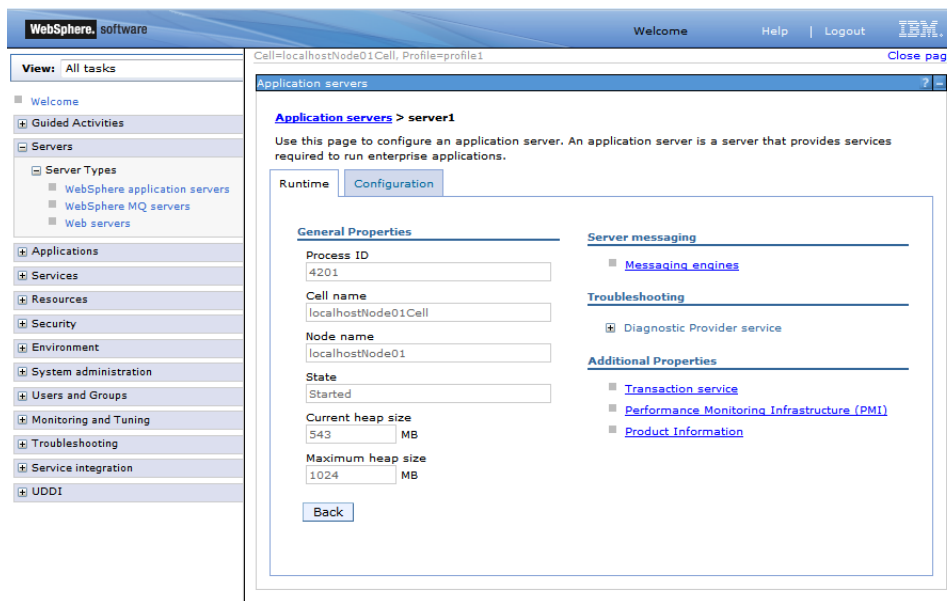 WebSphere. software
Welcome Help | Logout IBM.
View: All tasks
Welcome
Guided Activities
Servers
Server Types
WebSphere application servers
WebSphere MQ servers
Web servers
Applications
Services
Resources
Security
Environment
System administration
Users and Groups
Monitoring and Tuning
Troubleshooting
Service integration
UDDI
Cell=localhostNode01Cell, Profile=profile1
Close pag
Application servers
? -
Application servers > server1
Use this page to configure an application server. An application server is a server that provides services
required to run enterprise applications.
Runtime Configuration
General Properties
Process ID
4201
Cell name
localhostNode01Cell
Node name
localhostNode01
State
Started
Current heap size
543 MB
Maximum heap size
1024 MB
Back
Server messaging
Messaging engines
Troubleshooting
Diagnostic Provider service
Additional Properties
Transaction service
Performance Monitoring Infrastructure (PMI)
Product Information